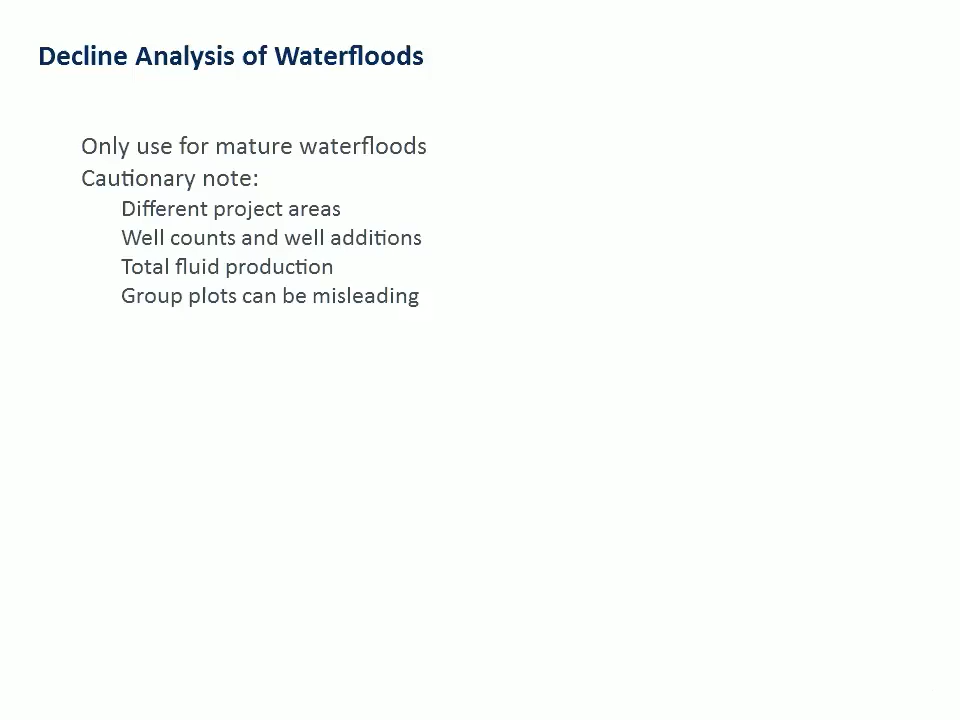 Decline Analysis of Waterfloods
Only use for mature waterfloods
Cautionary note:
Different project areas
Well counts and well additions
Total fluid production
Group plots can be misleading